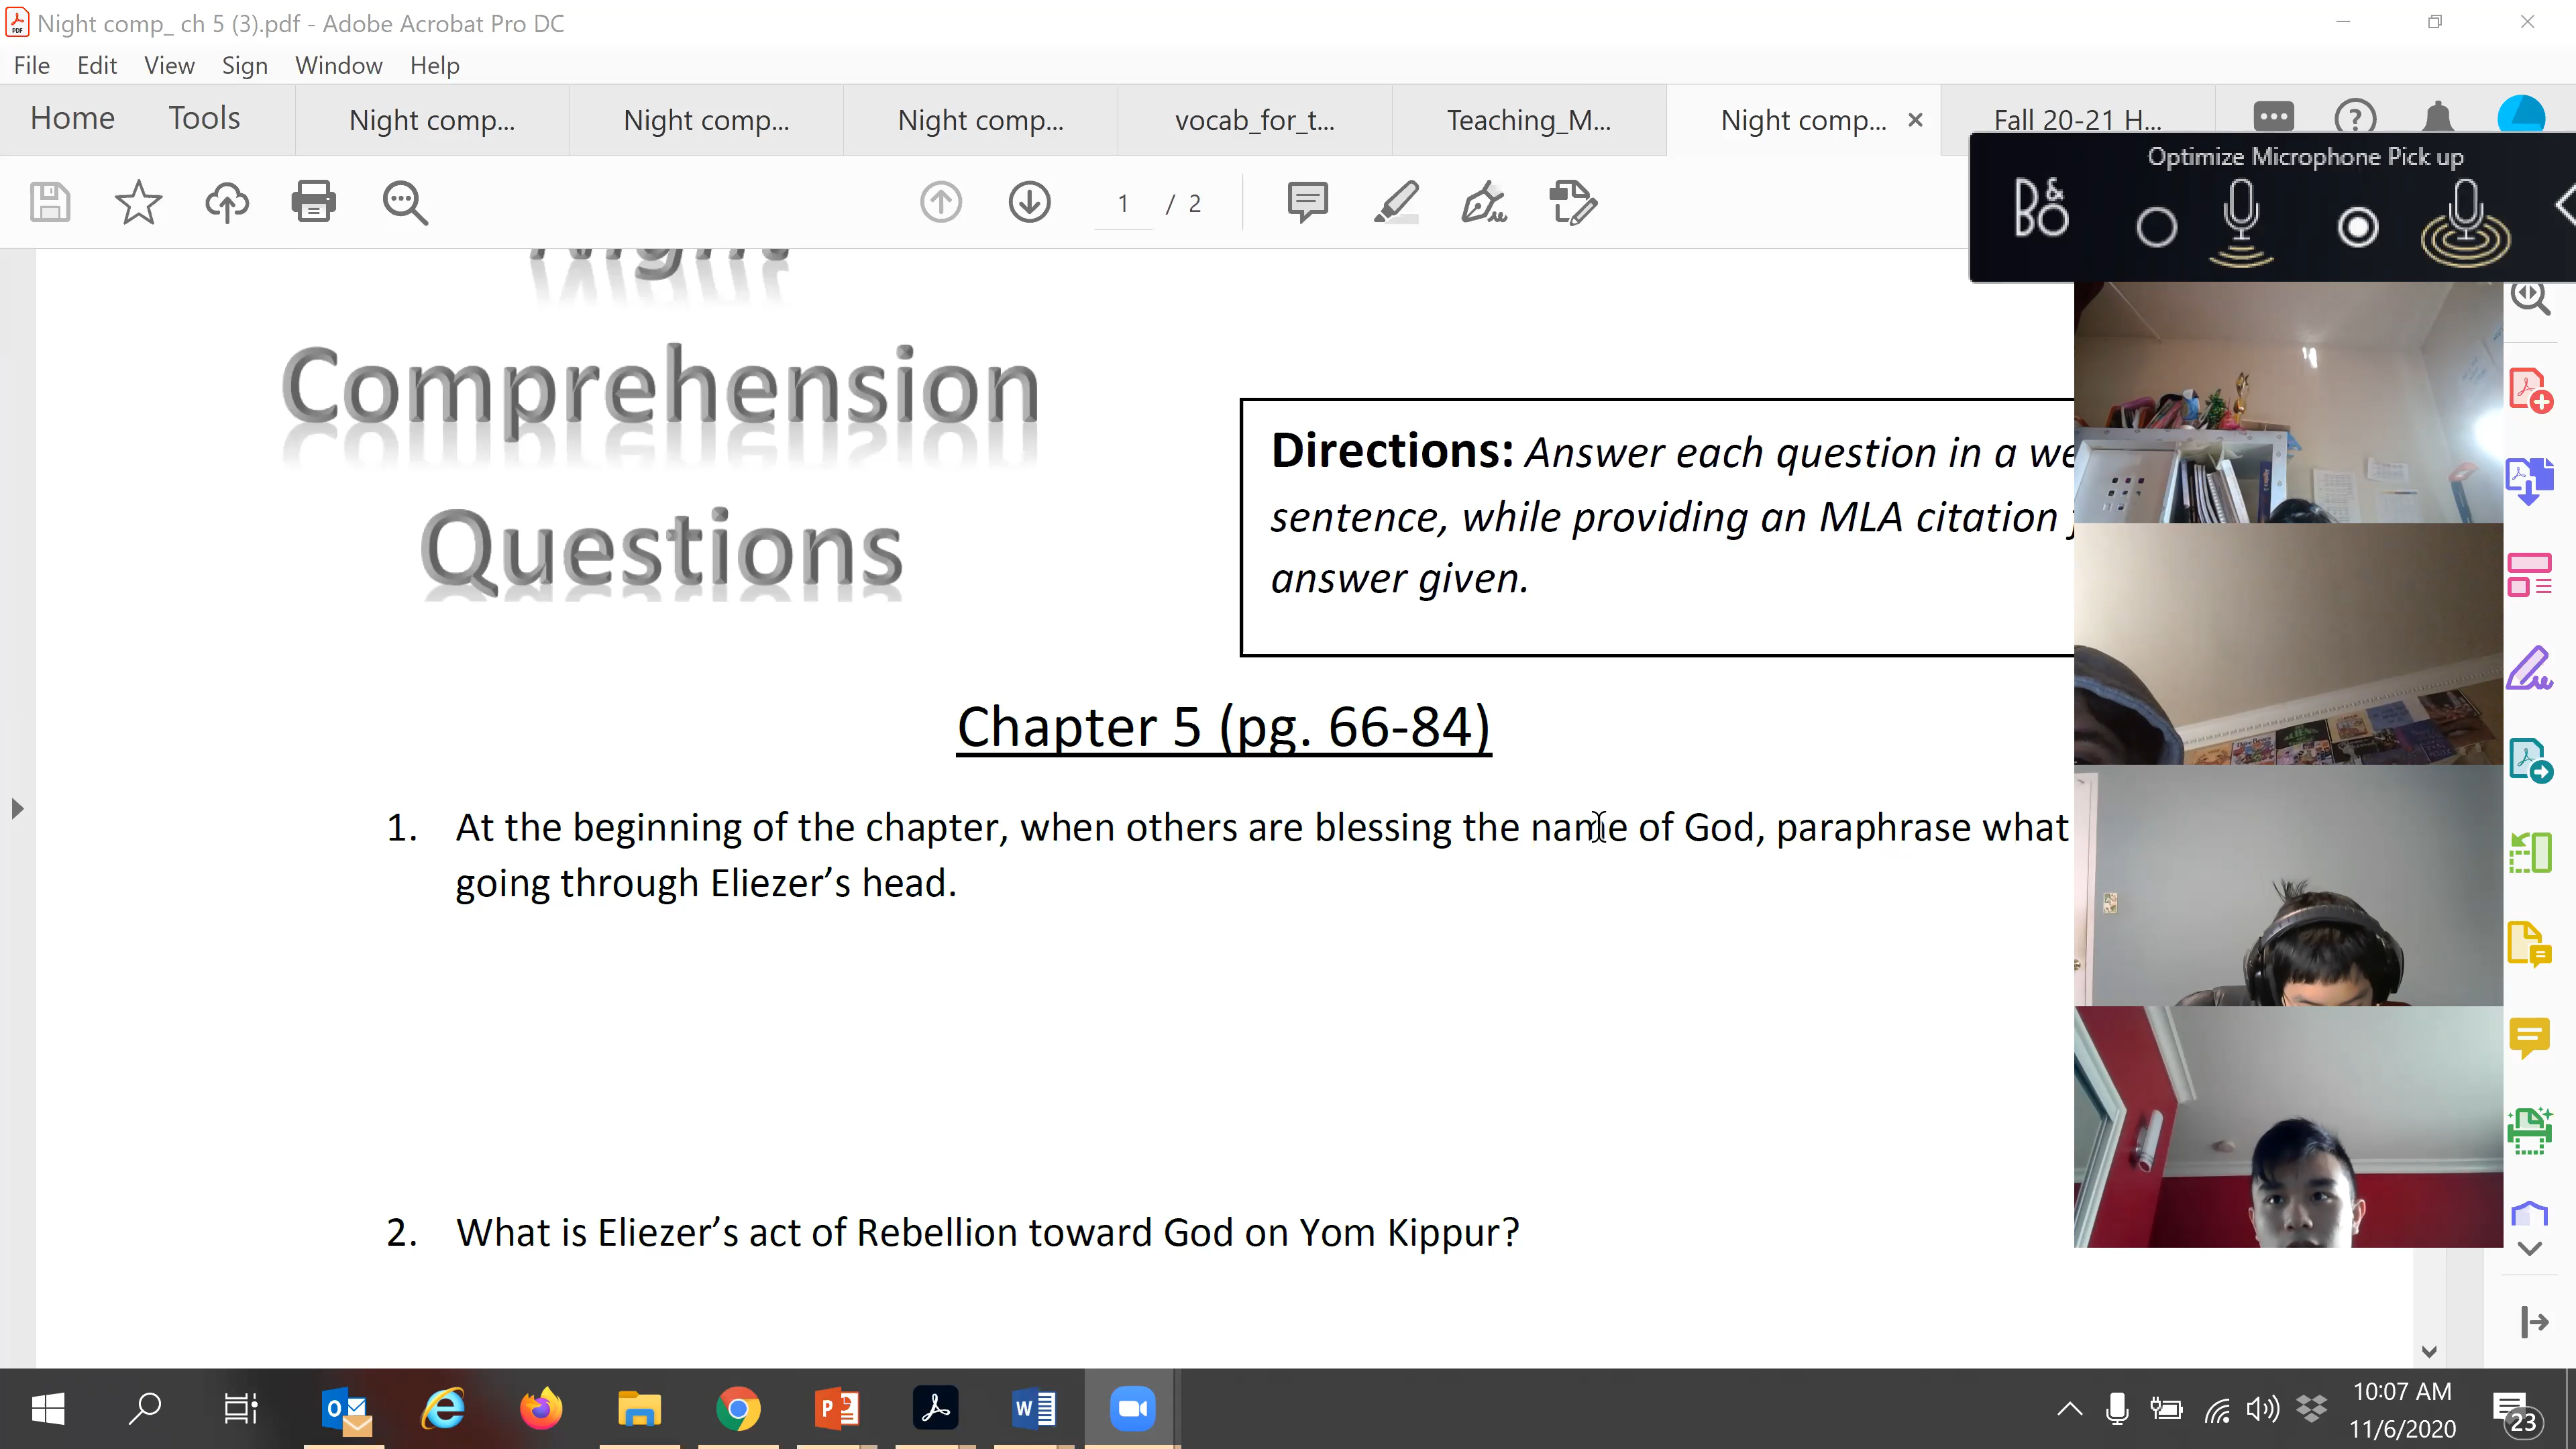 Night comp_ ch 5 (3).pdf - Adobe Acrobat Pro DC
File Edit View Sign Window Help
Home Tools Night comp... Night comp... Night comp... vocab_for_t... Teaching_M... Night comp... Fall 20-21 H...
Optimize Microphone Pick up
B&O
1 / 2
Night
Comprehension
Questions
Directions: Answer each question in a we
sentence, while providing an MLA citation
answer given.
Chapter 5 (pg. 66-84)
1. At the beginning of the chapter, when others are blessing the name of God, paraphrase what
going through Eliezer's head.
2. What is Eliezer's act of Rebellion toward God on Yom Kippur?
10:07 AM
11/6/2020
23